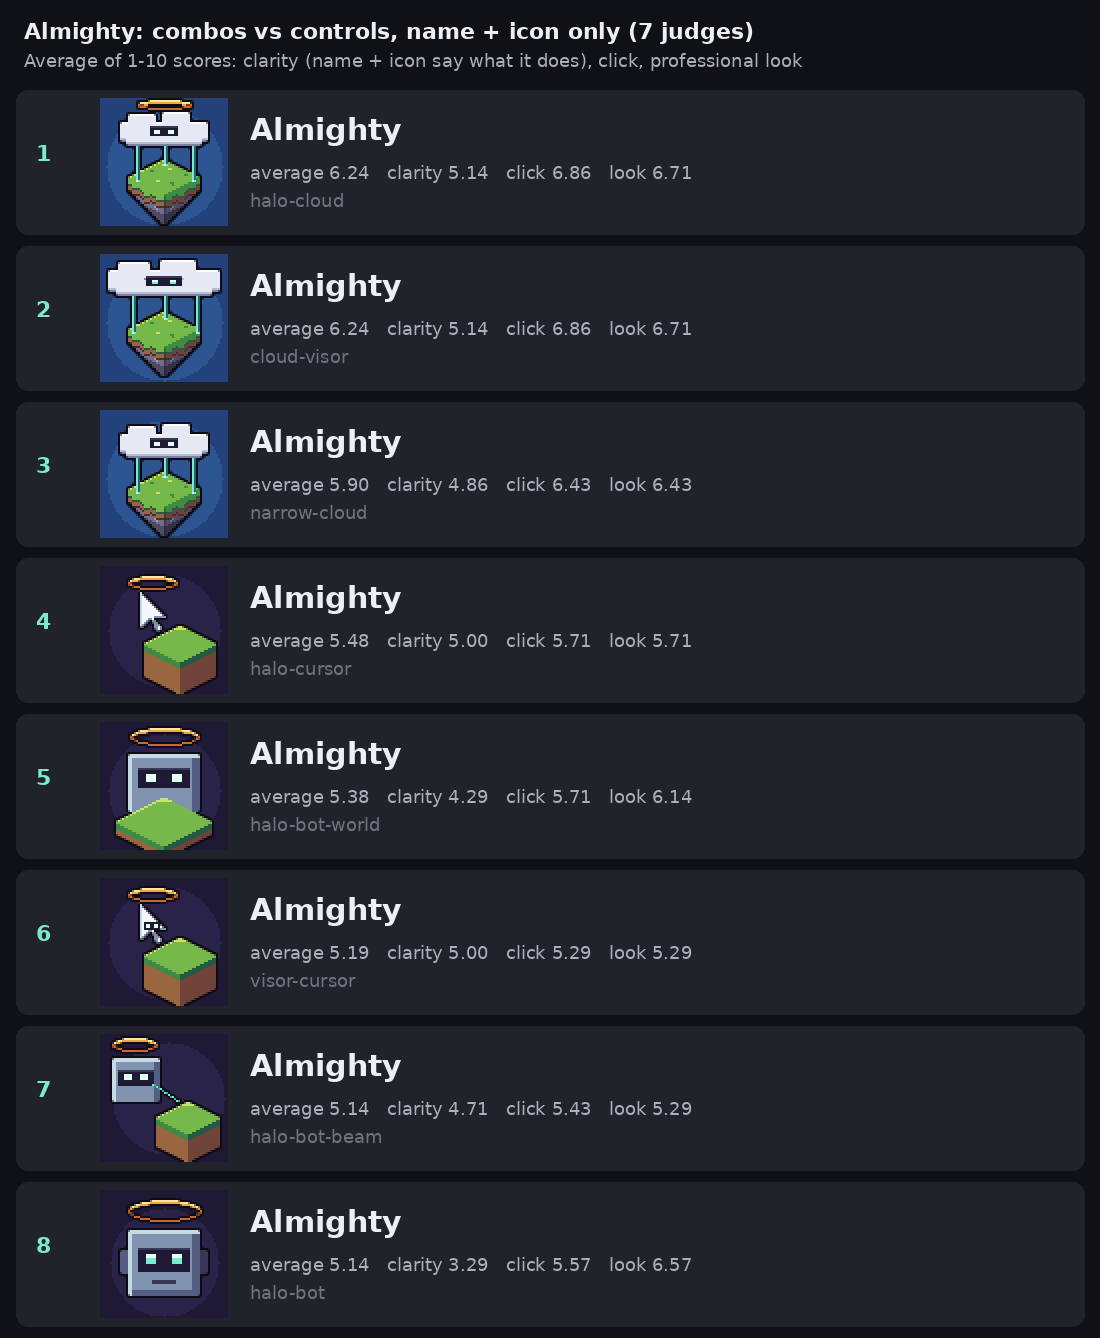 Almighty: combos vs controls, name + icon only (7 judges)
Average of 1-10 scores: clarity (name + icon say what it does), click, professional look
1
Almighty
average 6.24 clarity 5.14 click 6.86 look 6.71
halo-cloud
2
Almighty
average 6.24 clarity 5.14 click 6.86 look 6.71
cloud-visor
3
Almighty
average 5.90 clarity 4.86 click 6.43 look 6.43
narrow-cloud
4
Almighty
average 5.48 clarity 5.00 click 5.71 look 5.71
halo-cursor
5
Almighty
average 5.38 clarity 4.29 click 5.71 look 6.14
halo-bot-world
6
Almighty
average 5.19 clarity 5.00 click 5.29 look 5.29
visor-cursor
7
Almighty
average 5.14 clarity 4.71 click 5.43 look 5.29
halo-bot-beam
8
Almighty
average 5.14 clarity 3.29 click 5.57 look 6.57
halo-bot